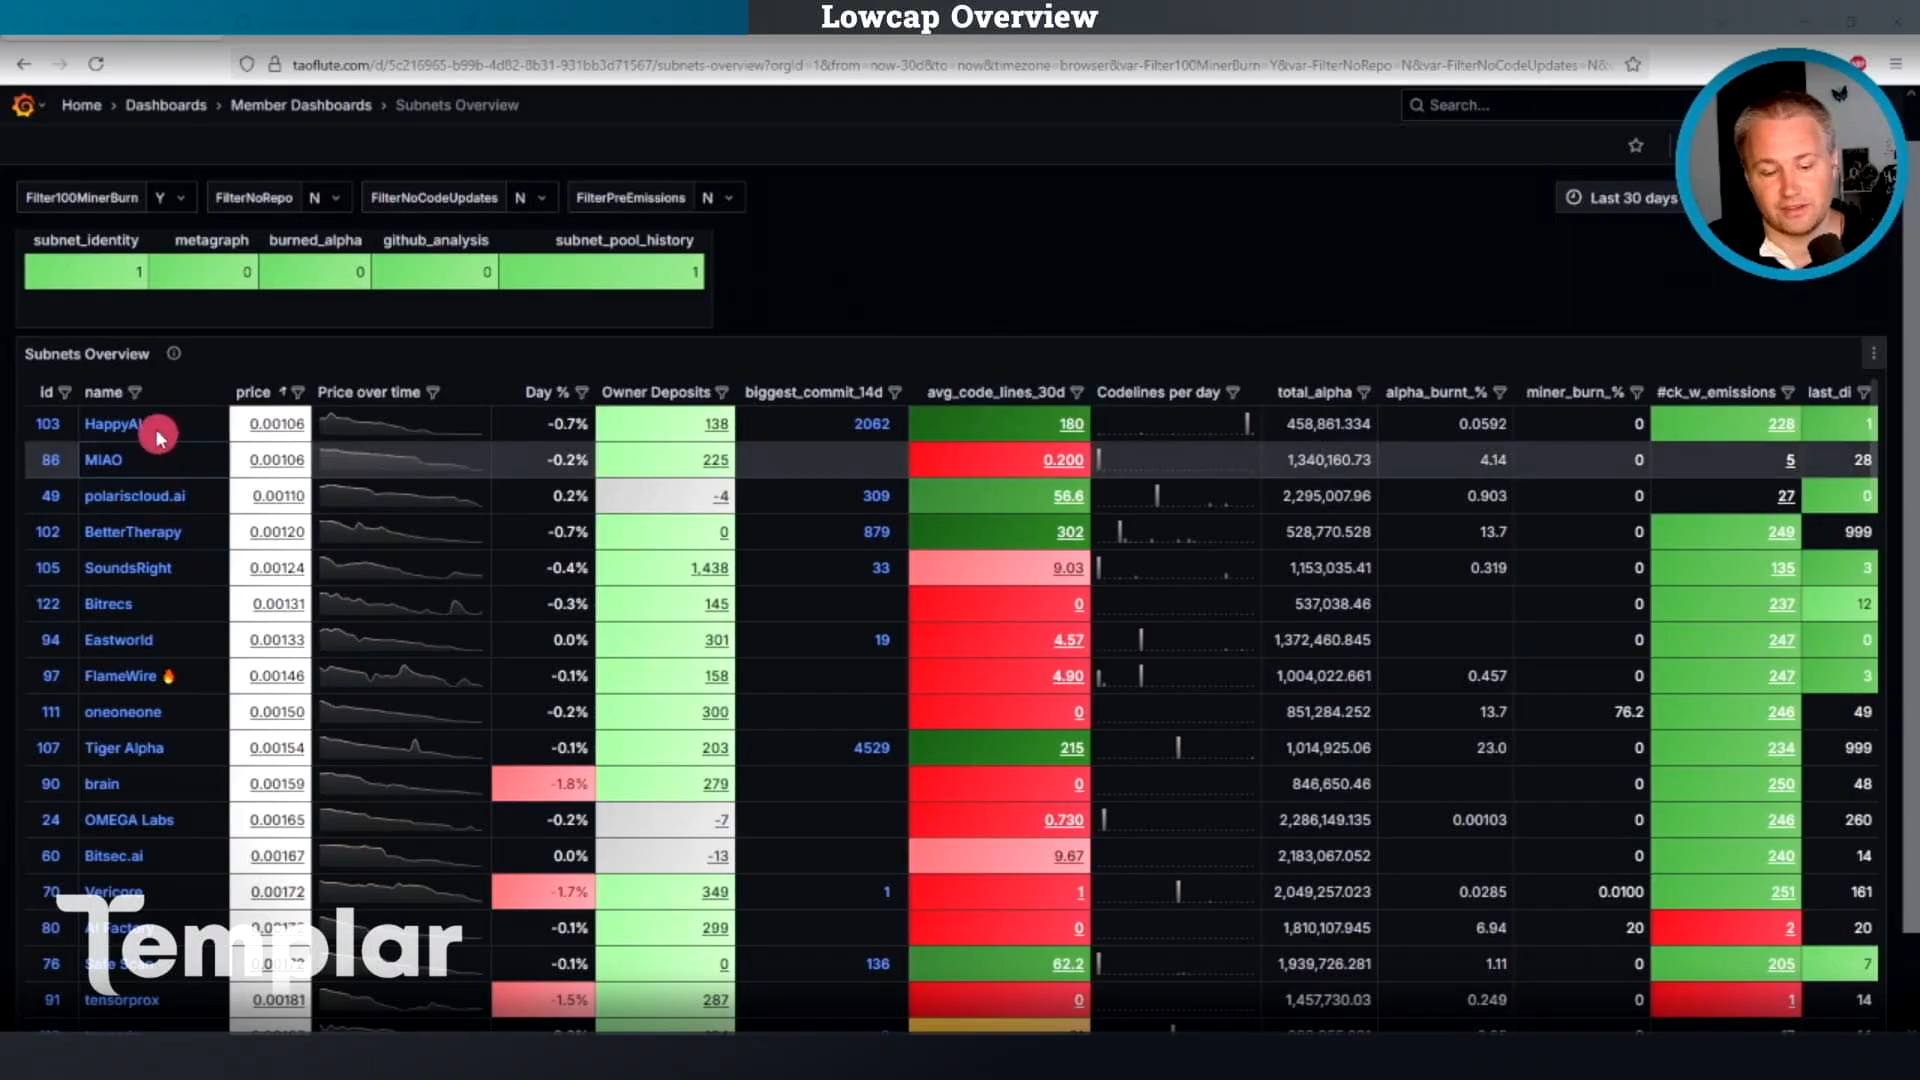 Lowcap Overview
taoflute.com/d/5c216965-b99b-4d82-8b31-931bb3d71567/subnets-overview?orgId=1&from=now-30d&to=now&timezone=browser&var-Filter100MinerBurn=Y&var-FilterNoRepo=N&var-FilterNoCodeUpdates=N&
Home › Dashboards › Member Dashboards › Subnets Overview
Search...
Filter100MinerBurn Y FilterNoRepo N FilterNoCodeUpdates N FilterPreEmissions N
Last 30 days
subnet_identity metagraph burned_alpha github_analysis subnet_pool_history
1 0 0 0 1
Subnets Overview
id name price Price over time Day % Owner Deposits biggest_commit_14d avg_code_lines_30d Codelines per day total_alpha alpha_burnt_% miner_burn_% #ck_w_emissions last_di
103 HappyAI 0.00106 -0.7% 138 2062 180 458,861.334 0.0592 0 228 1
86 MIAO 0.00106 -0.2% 225 0.200 1,340,160.73 4.14 0 5 28
49 polariscloud.ai 0.00110 0.2% -4 309 56.6 2,295,007.96 0.903 0 27 0
102 BetterTherapy 0.00120 -0.7% 0 879 302 528,770.528 13.7 0 249 999
105 SoundsRight 0.00124 -0.4% 1,438 33 9.03 1,153,035.41 0.319 0 135 3
122 Bitrecs 0.00131 -0.3% 145 0 537,038.46 0 237 12
94 Eastworld 0.00133 0.0% 301 19 4.57 1,372,460.845 0 247 0
97 FlameWire 🔥 0.00146 -0.1% 158 4.90 1,004,022.661 0.457 0 247 3
111 oneoneone 0.00150 -0.2% 300 0 851,284.252 13.7 76.2 246 49
107 Tiger Alpha 0.00154 -0.1% 203 4529 215 1,014,925.06 23.0 0 234 999
90 brain 0.00159 -1.8% 279 0 846,650.46 0 250 48
24 OMEGA Labs 0.00165 -0.2% -7 0.730 2,286,149.135 0.00103 0 246 260
60 Bitsec.ai 0.00167 0.0% -13 9.67 2,183,067.052 0 240 14
70 Vericore 0.00172 -1.7% 349 1 1 2,049,257.023 0.0285 0.0100 251 161
80 AI Factory 0.00172 -0.1% 299 0 1,810,107.945 6.94 20 2 20
76 Safe Scan 0.00172 -0.1% 0 136 62.2 1,939,726.281 1.11 0 205 7
91 tensorprox 0.00181 -1.5% 287 0 1,457,730.03 0.249 0 1 14
Templar